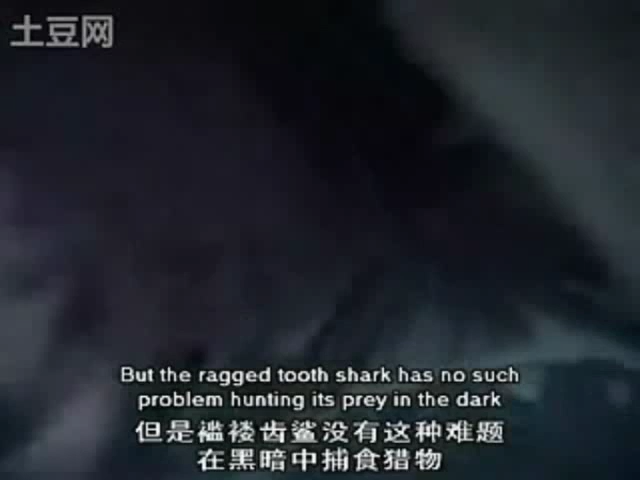 土豆网
But the ragged tooth shark has no such
problem hunting its prey in the dark
但是褴褛齿鲨没有这种难题
在黑暗中捕食猎物